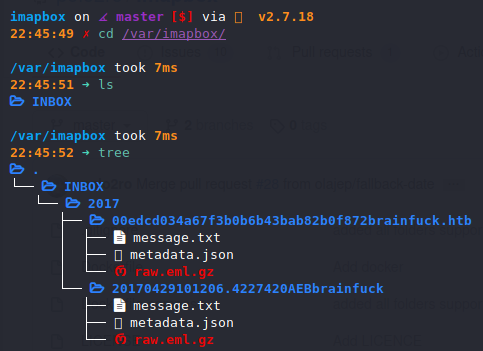 imapbox on master [$] via v2.7.18
22:45:49 ✗ cd /var/imapbox/
/var/imapbox took 7ms
22:45:51 ➜ ls
INBOX
/var/imapbox took 7ms
22:45:52 ➜ tree
.
└── INBOX
└── 2017
├── 00edcd034a67f3b0b6b43bab82b0f872brainfuck.htb
├── message.txt
├── metadata.json
└── raw.eml.gz
└── 20170429101206.4227420AEBbrainfuck
├── message.txt
├── metadata.json
└── raw.eml.gz